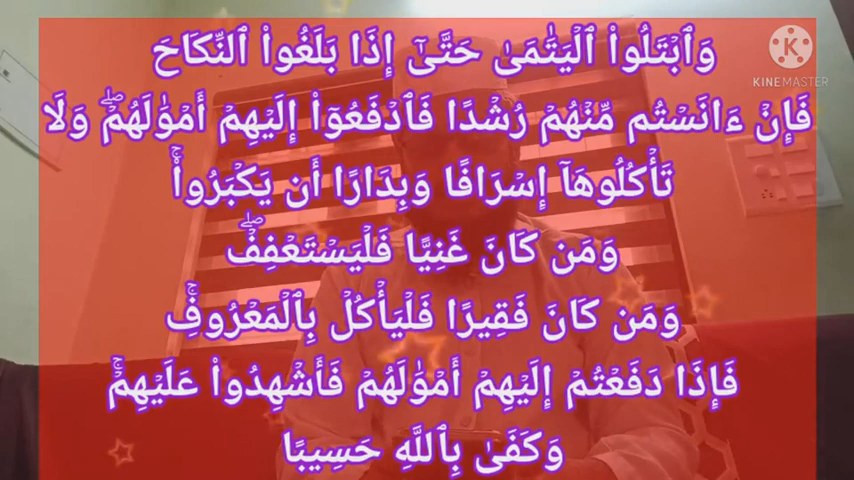 وَٱبْتَلُوا۟ ٱلْيَتَٰمَىٰ حَتَّىٰٓ إِذَا بَلَغُوا۟ ٱلنِّكَاحَ
KINEMASTER
فَإِنْ ءَانَسْتُم مِّنْهُمْ رُشْدًا فَٱدْفَعُوٓا۟ إِلَيْهِمْ أَمْوَٰلَهُمْ ۖ وَلَا
تَأْكُلُوهَآ إِسْرَافًا وَبِدَارًا أَن يَكْبَرُوا۟ ۚ
وَمَن كَانَ غَنِيًّا فَلْيَسْتَعْفِفْ ۖ
وَمَن كَانَ فَقِيرًا فَلْيَأْكُلْ بِٱلْمَعْرُوفِ ۚ
فَإِذَا دَفَعْتُمْ إِلَيْهِمْ أَمْوَٰلَهُمْ فَأَشْهِدُوا۟ عَلَيْهِمْ ۚ
وَكَفَىٰ بِٱللَّهِ حَسِيبًا